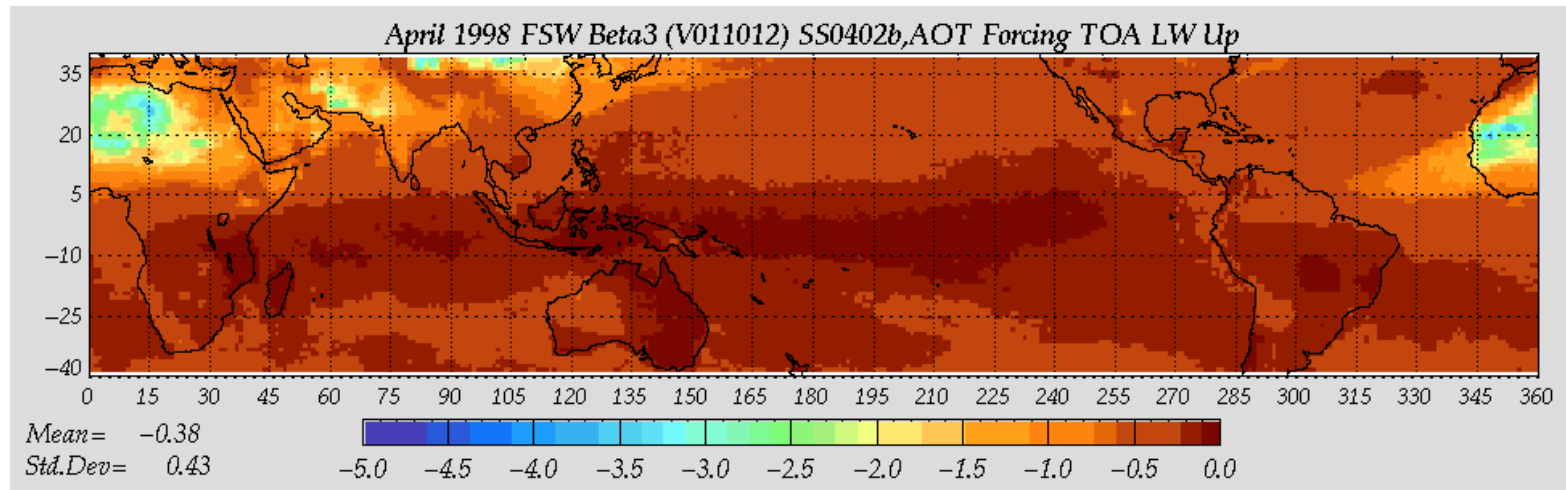 April 1998 FSW Beta3 (V011012) SS0402b,AOT Forcing TOA LW Up
35
20
5
−10
−25
−40
0 15 30 45 60 75 90 105 120 135 150 165 180 195 210 225 240 255 270 285 300 315 330 345 360
Mean= −0.38
Std.Dev= 0.43
−5.0 −4.5 −4.0 −3.5 −3.0 −2.5 −2.0 −1.5 −1.0 −0.5 0.0